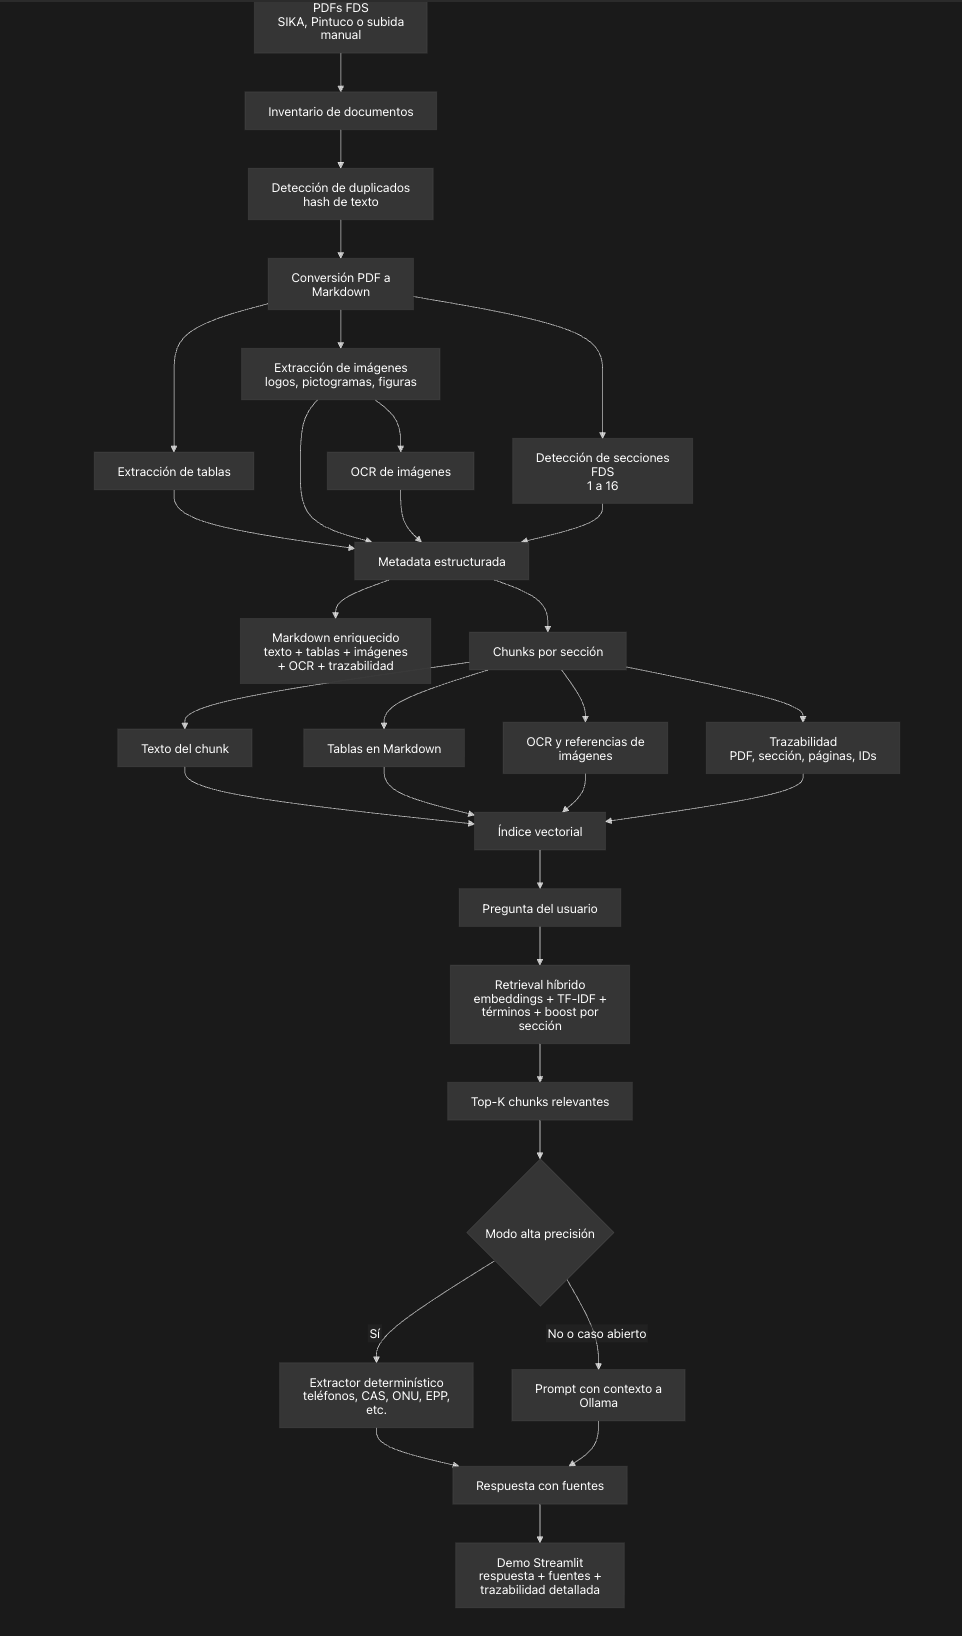 PDFs FDS
SIKA, Pintuco o subida
manual
Inventario de documentos
Detección de duplicados
hash de texto
Conversión PDF a
Markdown
Extracción de imágenes
logos, pictogramas, figuras
Extracción de tablas
OCR de imágenes
Detección de secciones
FDS
1 a 16
Metadata estructurada
Markdown enriquecido
texto + tablas + imágenes
+ OCR + trazabilidad
Chunks por sección
Texto del chunk
Tablas en Markdown
OCR y referencias de
imágenes
Trazabilidad
PDF, sección, páginas, IDs
Índice vectorial
Pregunta del usuario
Retrieval híbrido
embeddings + TF-IDF +
términos + boost por
sección
Top-K chunks relevantes
Modo alta precisión
Sí
No o caso abierto
Extractor determinístico
teléfonos, CAS, ONU, EPP,
etc.
Prompt con contexto a
Ollama
Respuesta con fuentes
Demo Streamlit
respuesta + fuentes +
trazabilidad detallada